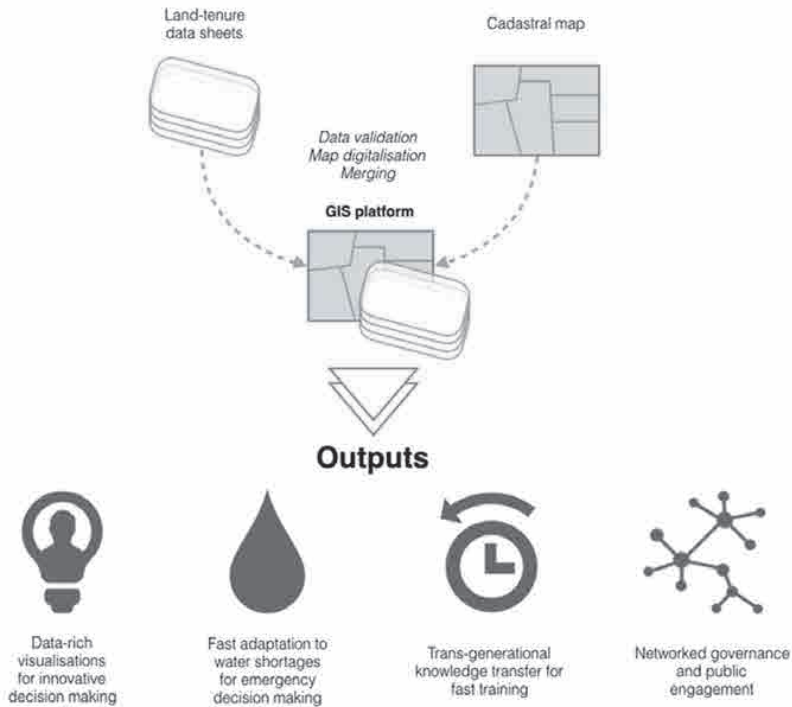 Land-tenure
data sheets
Cadastral map
Data validation
Map digitalisation
Merging
GIS platform
Outputs
Data-rich
visualisations
for innovative
decision making
Fast adaptation to
water shortages
for emergency
decision making
Trans-generational
knowledge transfer for
fast training
Networked governance
and public
engagement